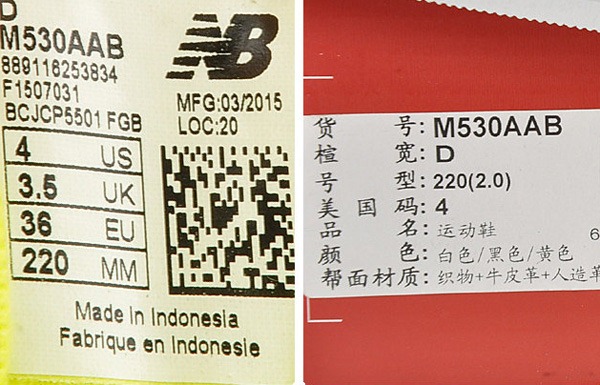 D
M530AAB
889118253834
F1507031
BCJCP5501 FGB
4 US
3.5 UK
36 EU
220 MM
NB
MFG:03/2015
LOC:20
Made in Indonesia
Fabrique en Indonesie
货 号: M530AAB
楦 宽: D
号 型: 220(2.0)
美 国 码: 4
品 名: 运动鞋
6
颜 色: 白色/黑色/黄色
帮面材质: 织物+牛皮革+人造革